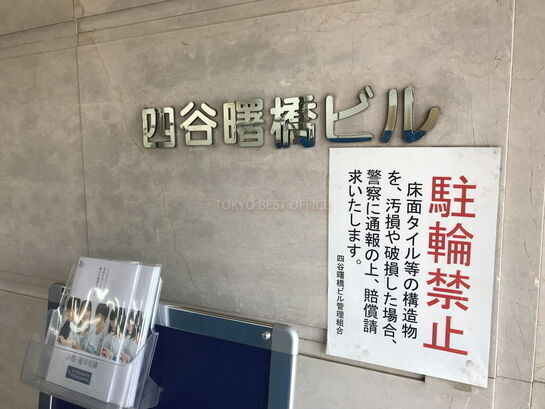 四谷曙橋ビル
TOKYO BEST OFFICE
駐輪禁止
床面タイル等の構造物
を、汚損や破損した場合、
警察に通報の上、賠償請
求いたします。
四谷曙橋ビル管理組合